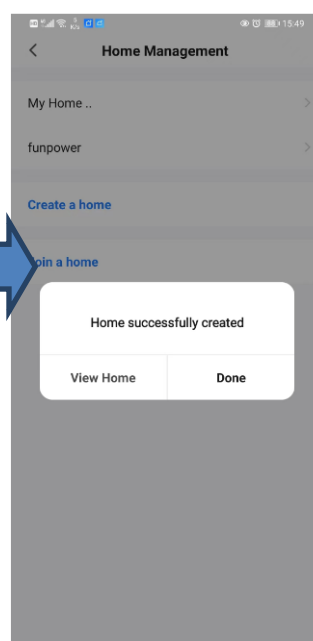 15:49
Home Management
My Home ..
funpower
Create a home
oin a home
Home successfully created
View Home
Done